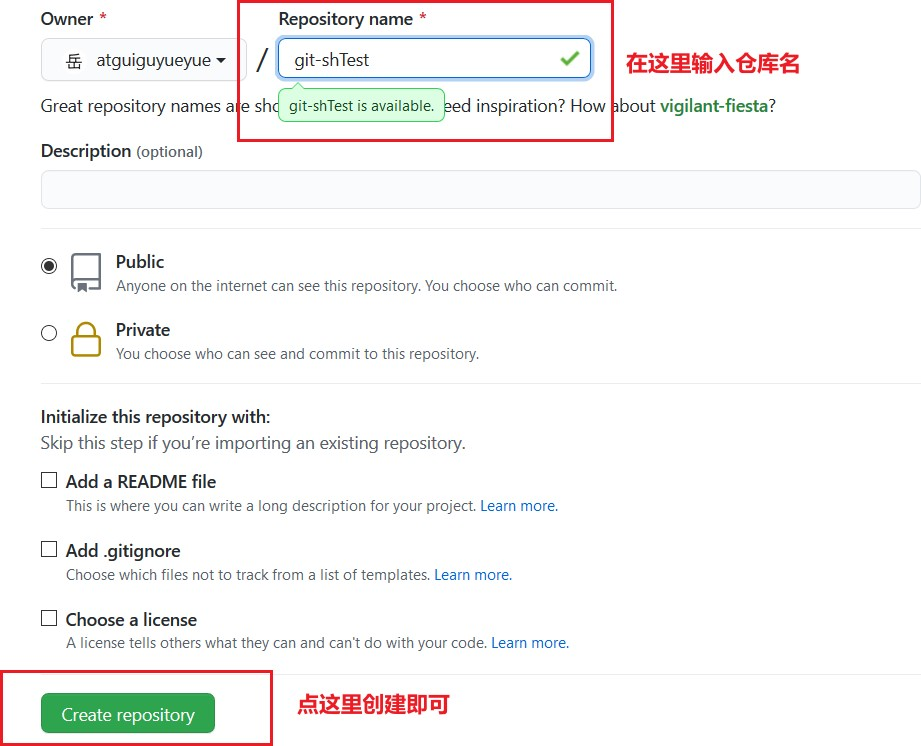 Owner * Repository name *
岳 atguiguyueyue / git-shTest 在这里输入仓库名
Great repository names are sho git-shTest is available. eed inspiration? How about vigilant-fiesta?
Description (optional)
Public
Anyone on the internet can see this repository. You choose who can commit.
Private
You choose who can see and commit to this repository.
Initialize this repository with:
Skip this step if you’re importing an existing repository.
Add a README file
This is where you can write a long description for your project. Learn more.
Add .gitignore
Choose which files not to track from a list of templates. Learn more.
Choose a license
A license tells others what they can and can't do with your code. Learn more.
Create repository 点这里创建即可